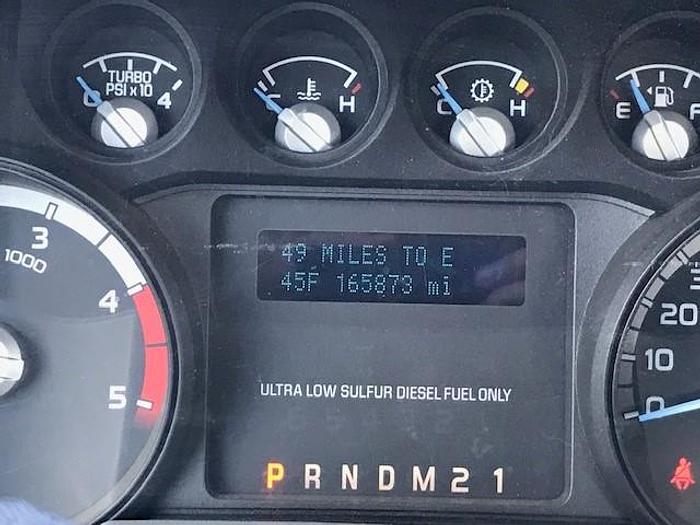 TURBO
PSI x 10
0 4
C H
C H
E F
3
1000
4
5
49 MILES TO E
45F 165873 mi
ULTRA LOW SULFUR DIESEL FUEL ONLY
P R N D M 2 1
20
10
0